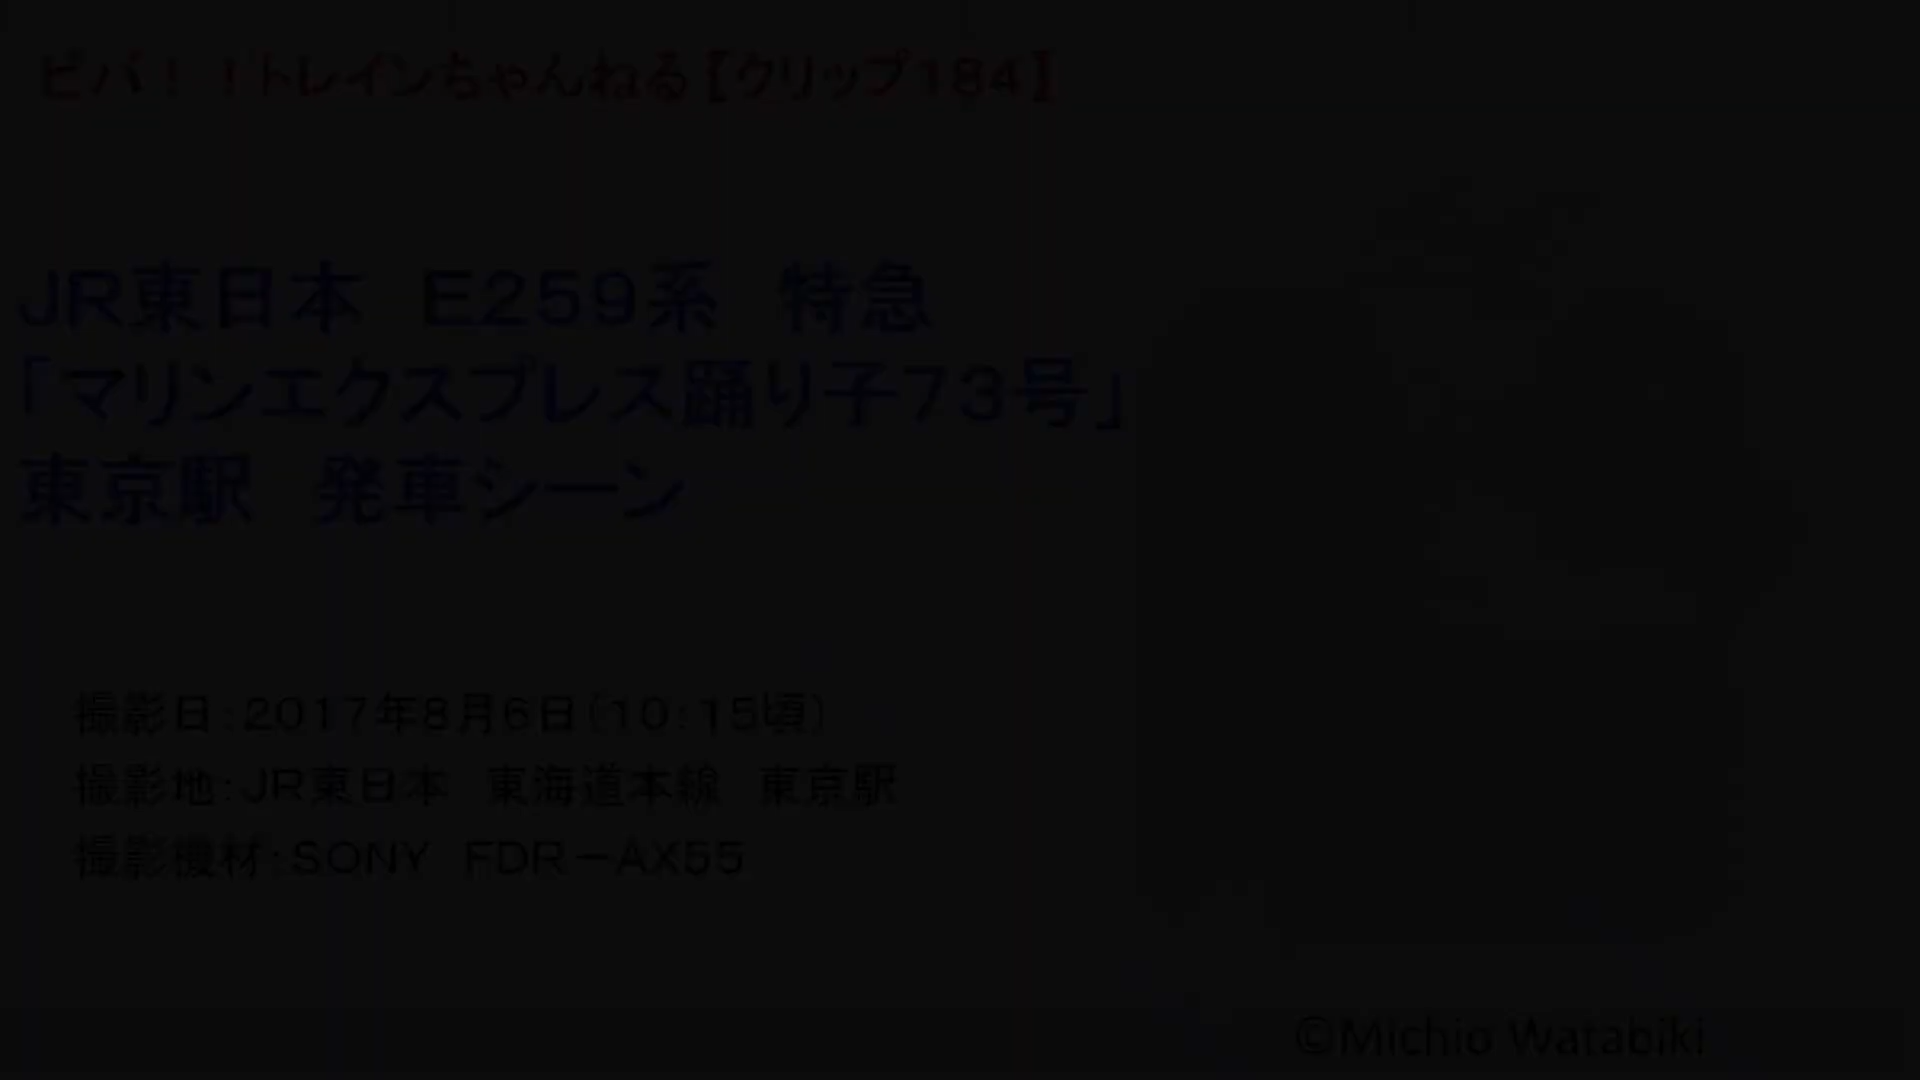 ビバ！！トレインちゃんねる【クリップ184】
JR東日本　E259系　特急
「マリンエクスプレス踊り子73号」
東京駅　発車シーン
撮影日：2017年8月6日（10：15頃）
撮影地：JR東日本　東海道本線　東京駅
撮影機材：SONY　FDR－AX55
©Michio Watabiki